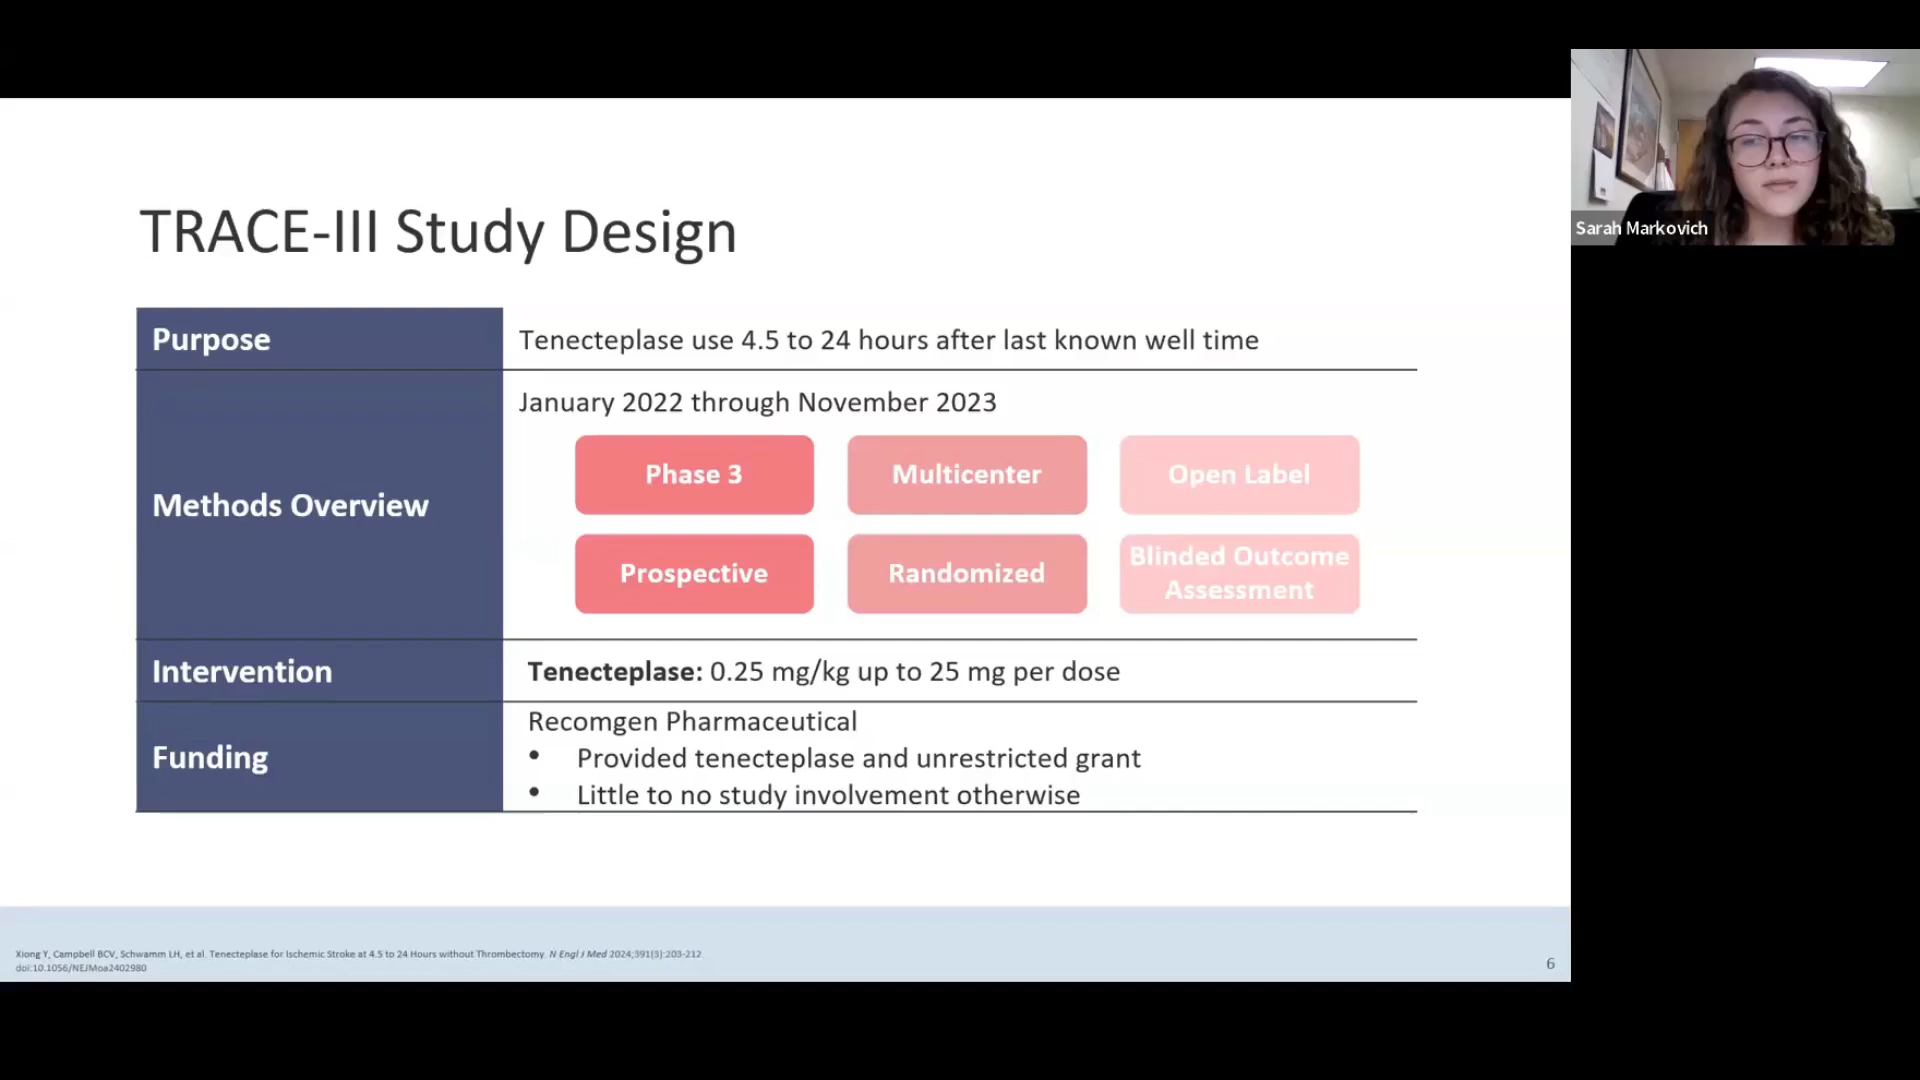 Sarah Markovich
TRACE-III Study Design
Purpose
Tenecteplase use 4.5 to 24 hours after last known well time
Methods Overview
January 2022 through November 2023
Phase 3
Multicenter
Open Label
Prospective
Randomized
Blinded Outcome
Assessment
Intervention
Tenecteplase: 0.25 mg/kg up to 25 mg per dose
Funding
Recomgen Pharmaceutical
• Provided tenecteplase and unrestricted grant
• Little to no study involvement otherwise
Xiong Y, Campbell BCV, Schwamm LH, et al. Tenecteplase for Ischemic Stroke at 4.5 to 24 Hours without Thrombectomy. N Engl J Med 2024;391(3):203-212
doi:10.1056/NEJMoa2402980
6